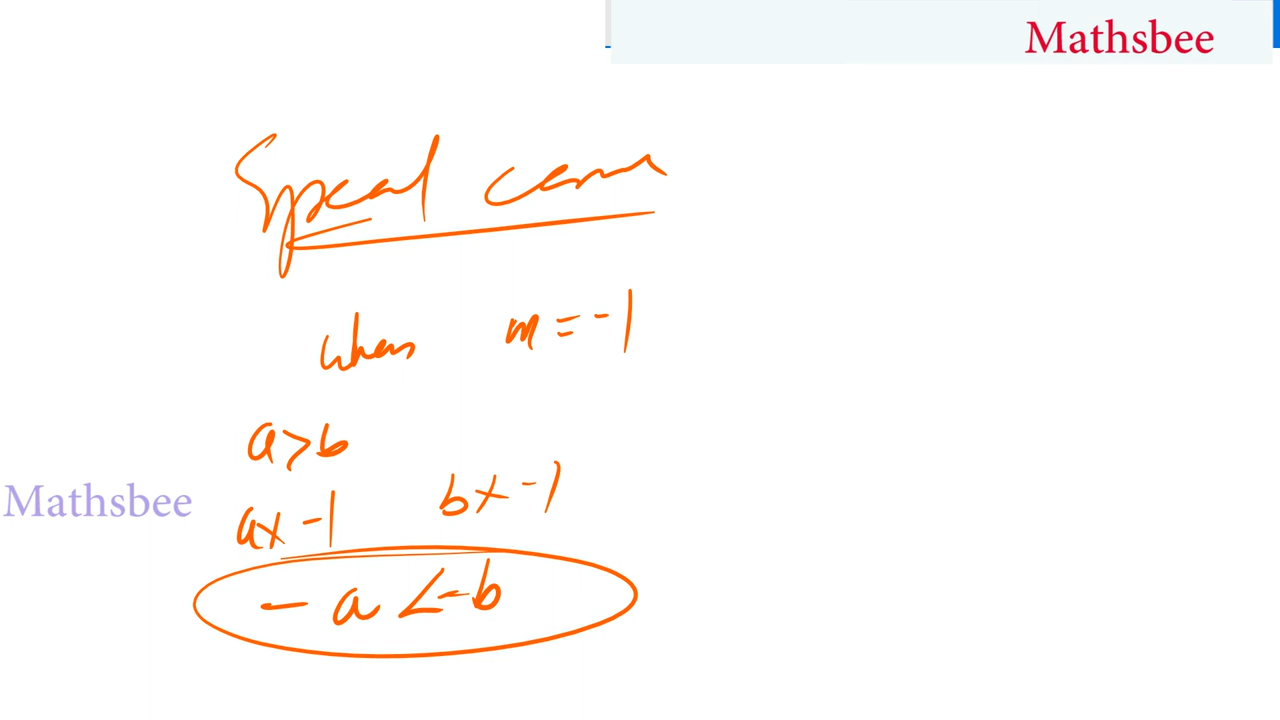 Mathsbee
Special case
when m = -1
a > b
Mathsbee
a x -1 b x -1
- a < - b